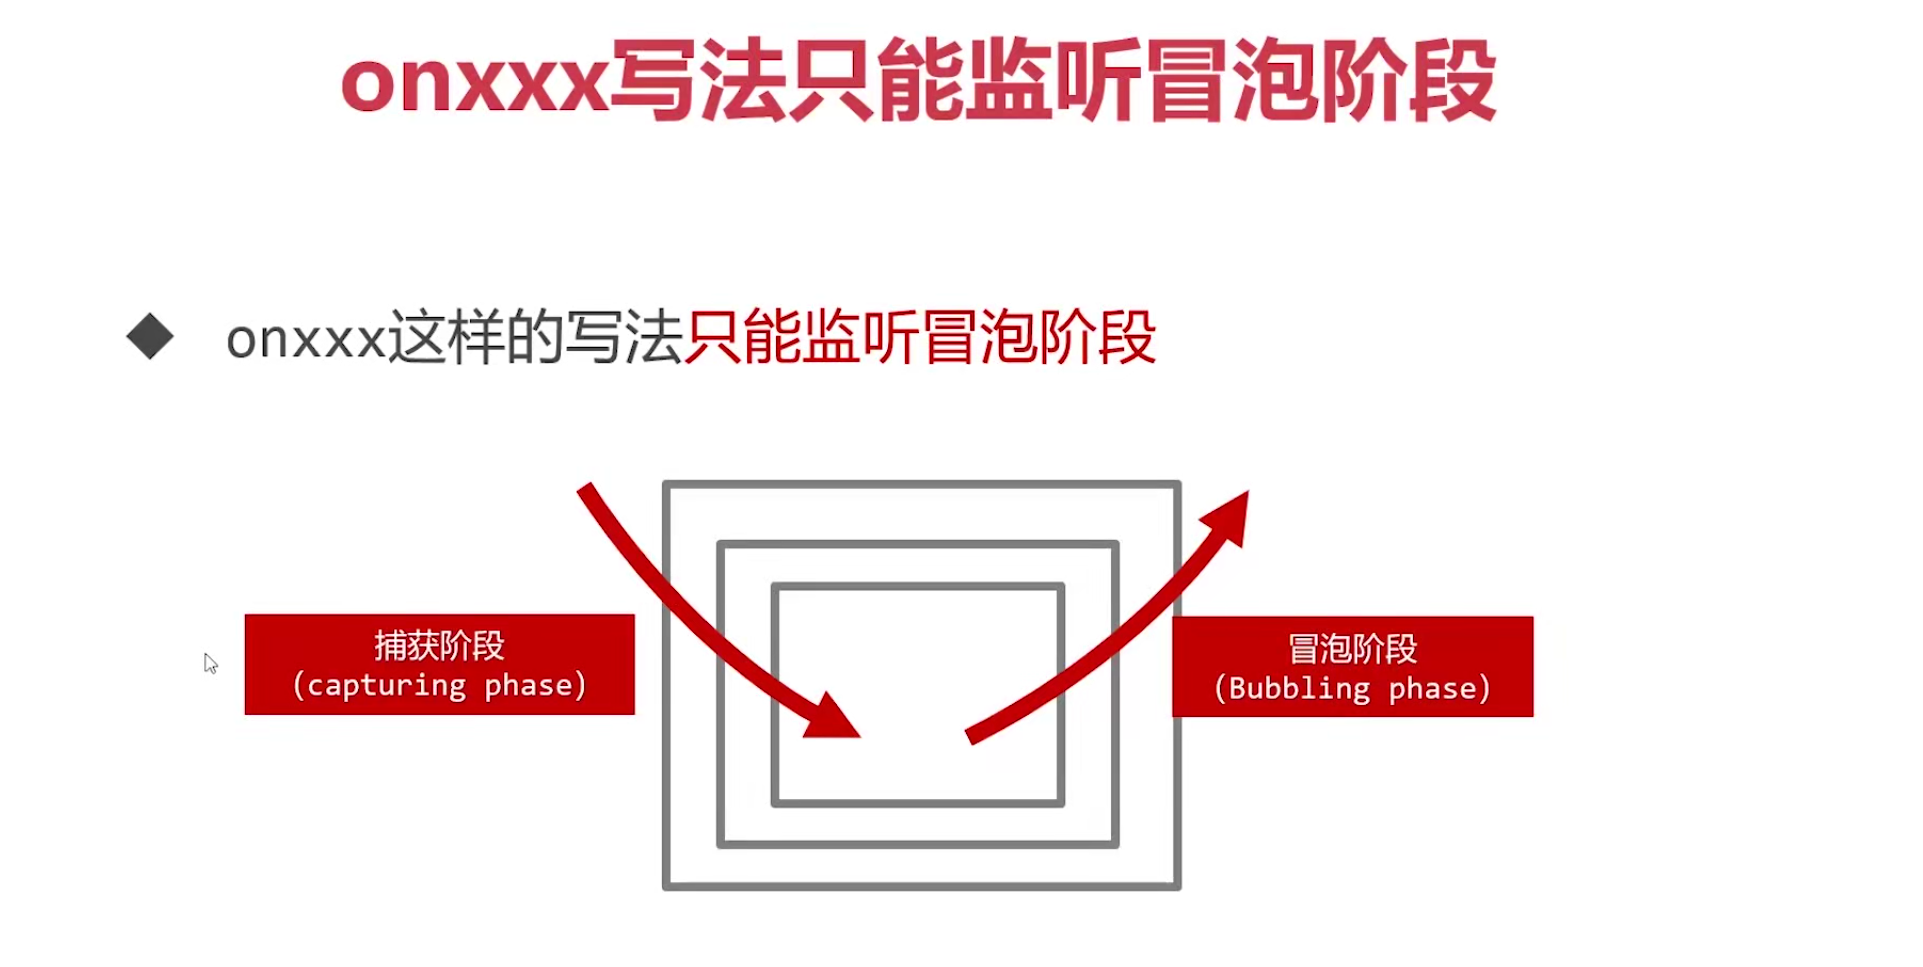 onxxx写法只能监听冒泡阶段
onxxx这样的写法只能监听冒泡阶段
捕获阶段
(capturing phase)
冒泡阶段
(Bubbling phase)